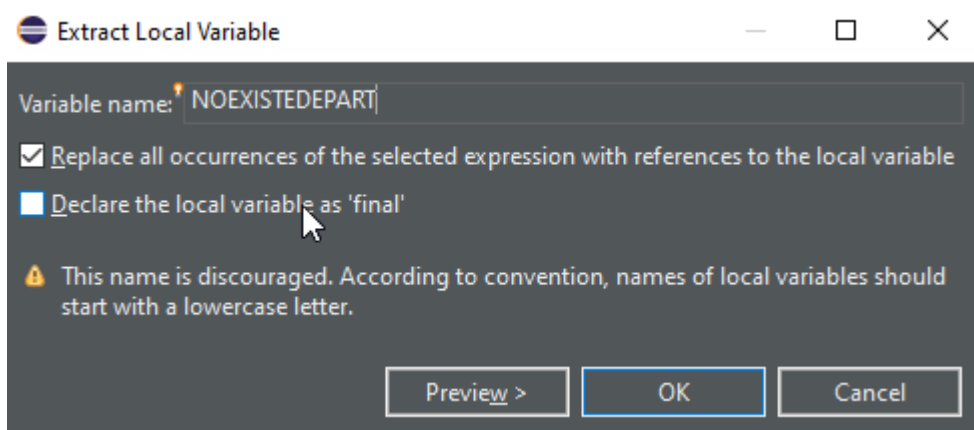 Extract Local Variable
Variable name: NOEXISTEDEPART
Replace all occurrences of the selected expression with references to the local variable
Declare the local variable as 'final'
This name is discouraged. According to convention, names of local variables should
start with a lowercase letter.
Preview >
OK
Cancel